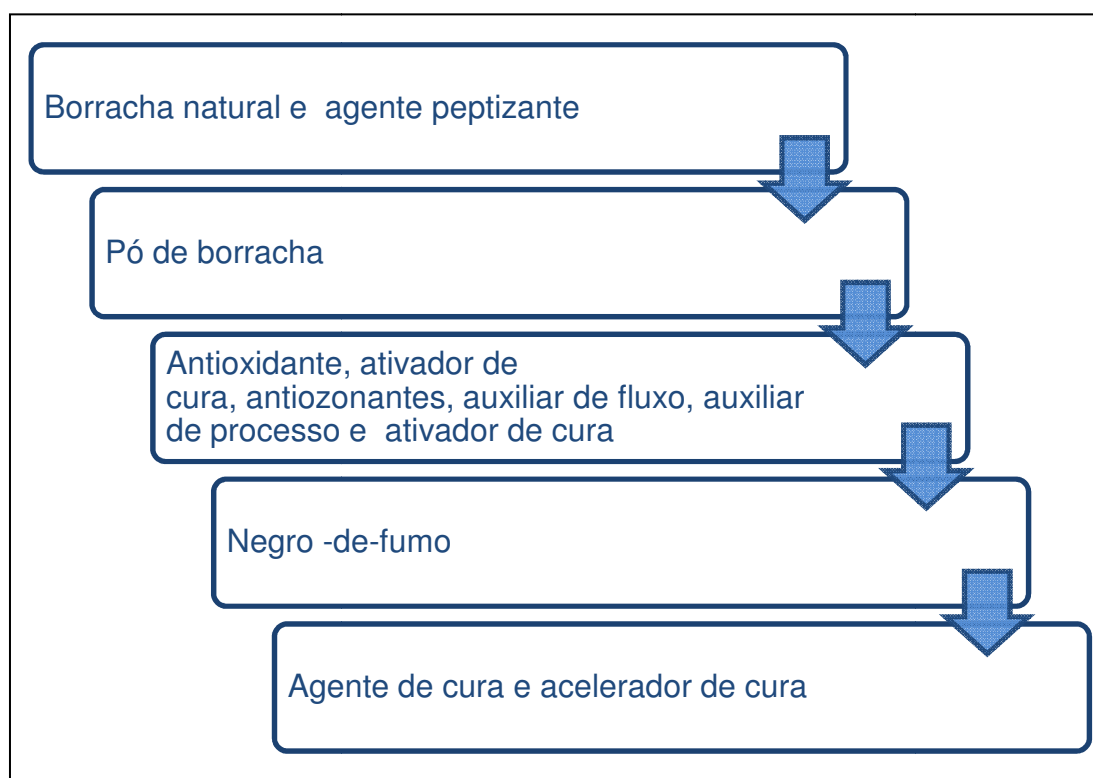 Borracha natural e  agente peptizante
Pó de borracha
Antioxidante, ativador de
cura, antiozonantes, auxiliar de fluxo, auxiliar
de processo e  ativador de cura
Negro -de-fumo
Agente de cura e acelerador de cura